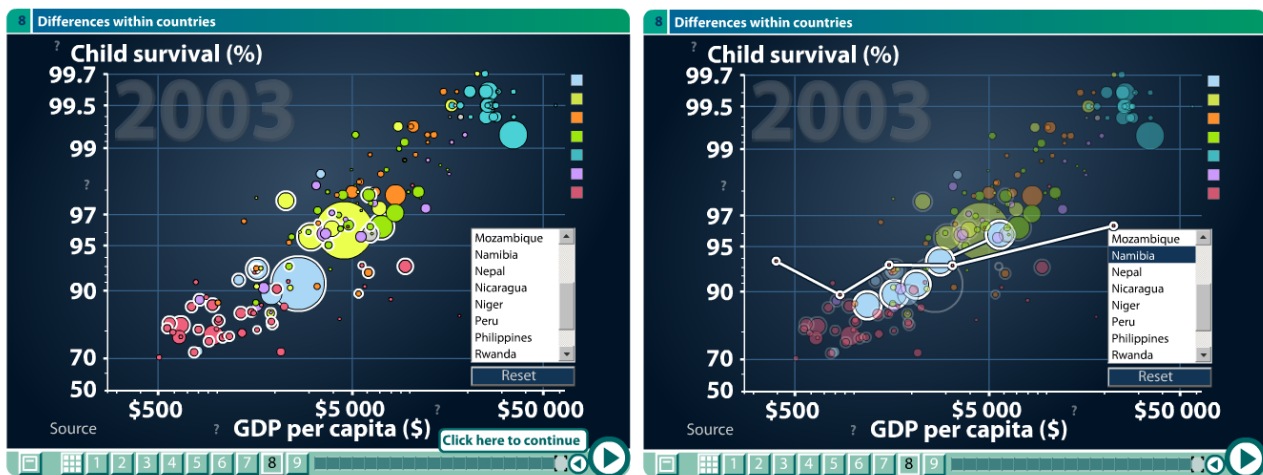 8 Differences within countries
? Child survival (%)
2003
99.7
99.5
99
?
97
95
90
70
50
Mozambique
Namibia
Nepal
Nicaragua
Niger
Peru
Philippines
Rwanda
Reset
$500 $5 000 ? $50 000
Source ? GDP per capita ($)
Click here to continue
1 2 3 4 5 6 7 8 9
8 Differences within countries
? Child survival (%)
2003
99.7
99.5
99
?
97
95
90
70
50
Mozambique
Namibia
Nepal
Nicaragua
Niger
Peru
Philippines
Rwanda
Reset
$500 $5 000 ? $50 000
Source ? GDP per capita ($)
1 2 3 4 5 6 7 8 9